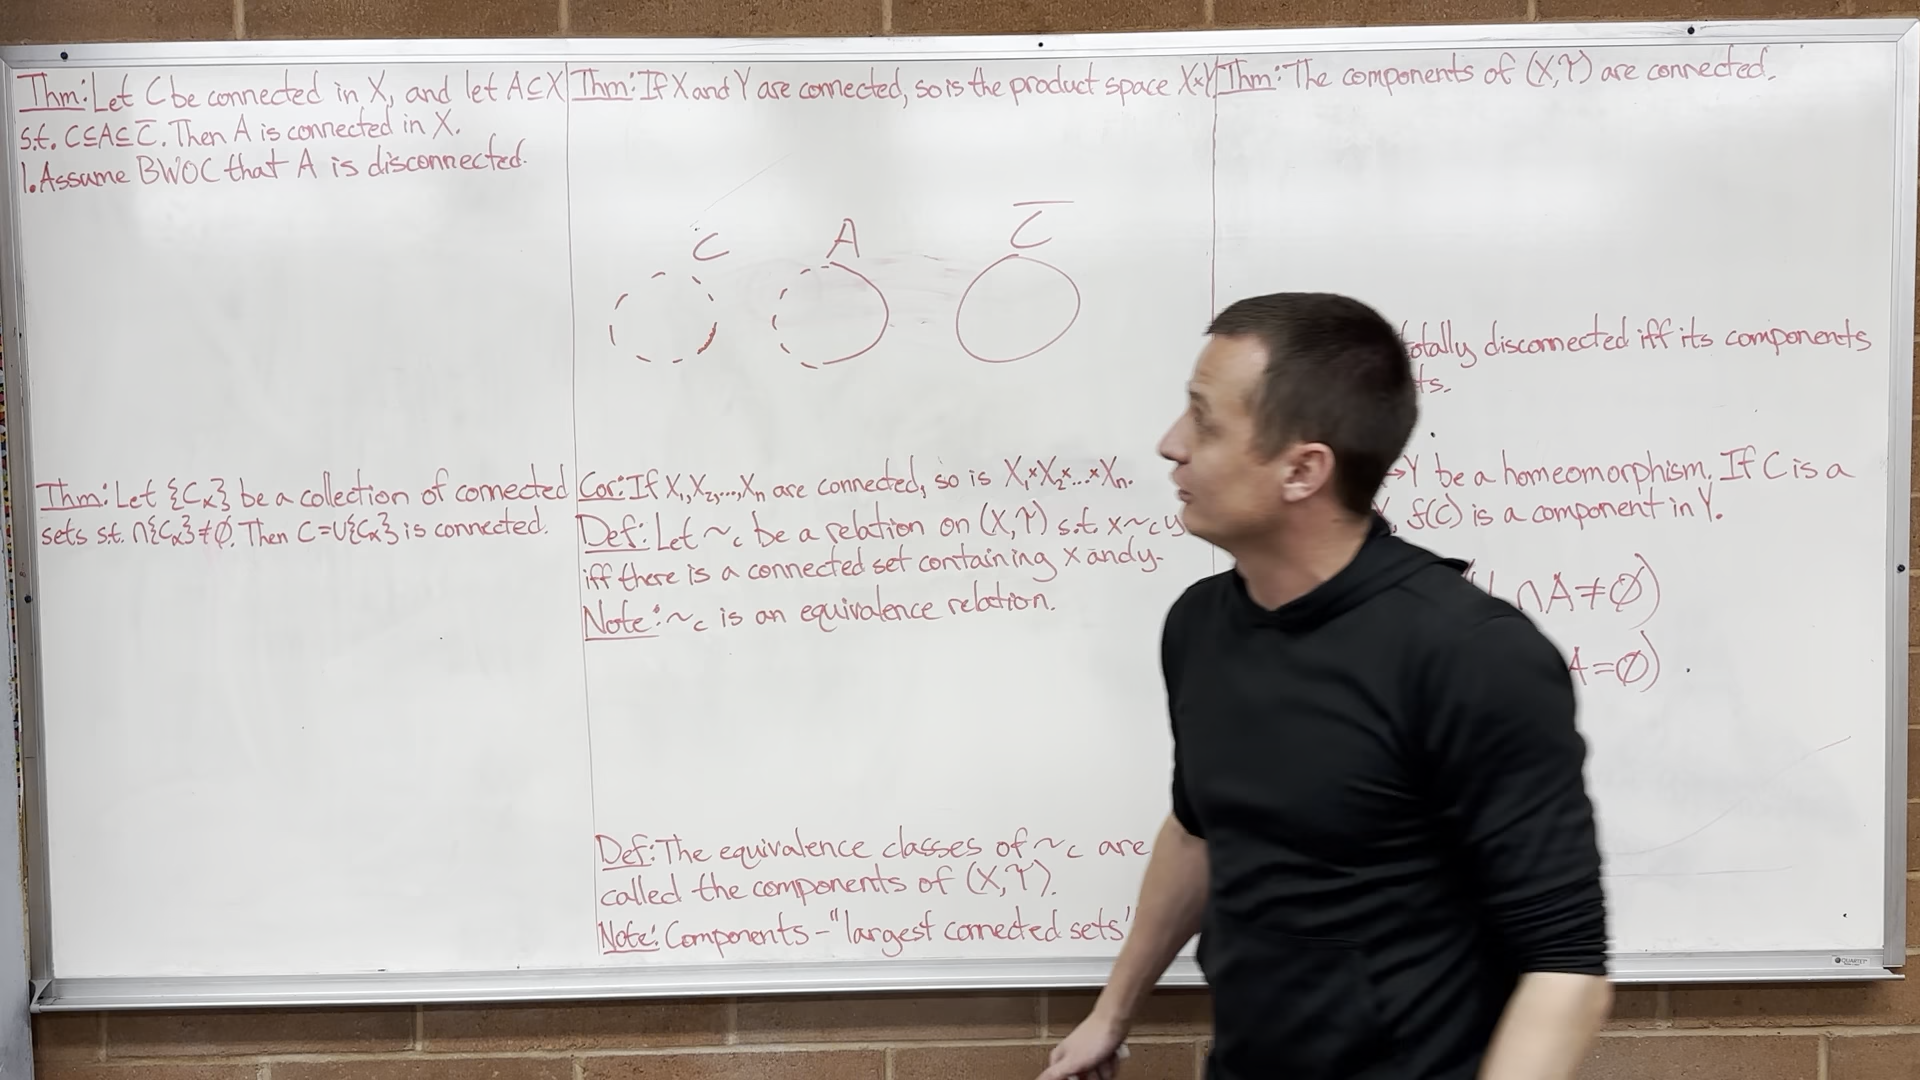 Thm: Let C be connected in X, and let A⊆X
s.t. C⊆A⊆C̅. Then A is connected in X.
1. Assume BWOC that A is disconnected.
Thm: Let {Cα} be a collection of connected
sets s.t. ∩{Cα}≠∅. Then C=∪{Cα} is connected.
Thm: If X and Y are connected, so is the product space X×Y
C A C̅
Cor: If X₁,X₂,...,Xn are connected, so is X₁×X₂×...×Xn.
Def: Let ~c be a relation on (X,τ) s.t. x~c y
iff there is a connected set containing x and y.
Note: ~c is an equivalence relation.
Def: The equivalence classes of ~c are
called the components of (X,τ).
Note: Components - "largest connected sets"
Thm: The components of (X,τ) are connected.
totally disconnected iff its components
→Y be a homeomorphism. If C is a
f(C) is a component in Y.
∩A≠∅)
A=∅)
QUARTET